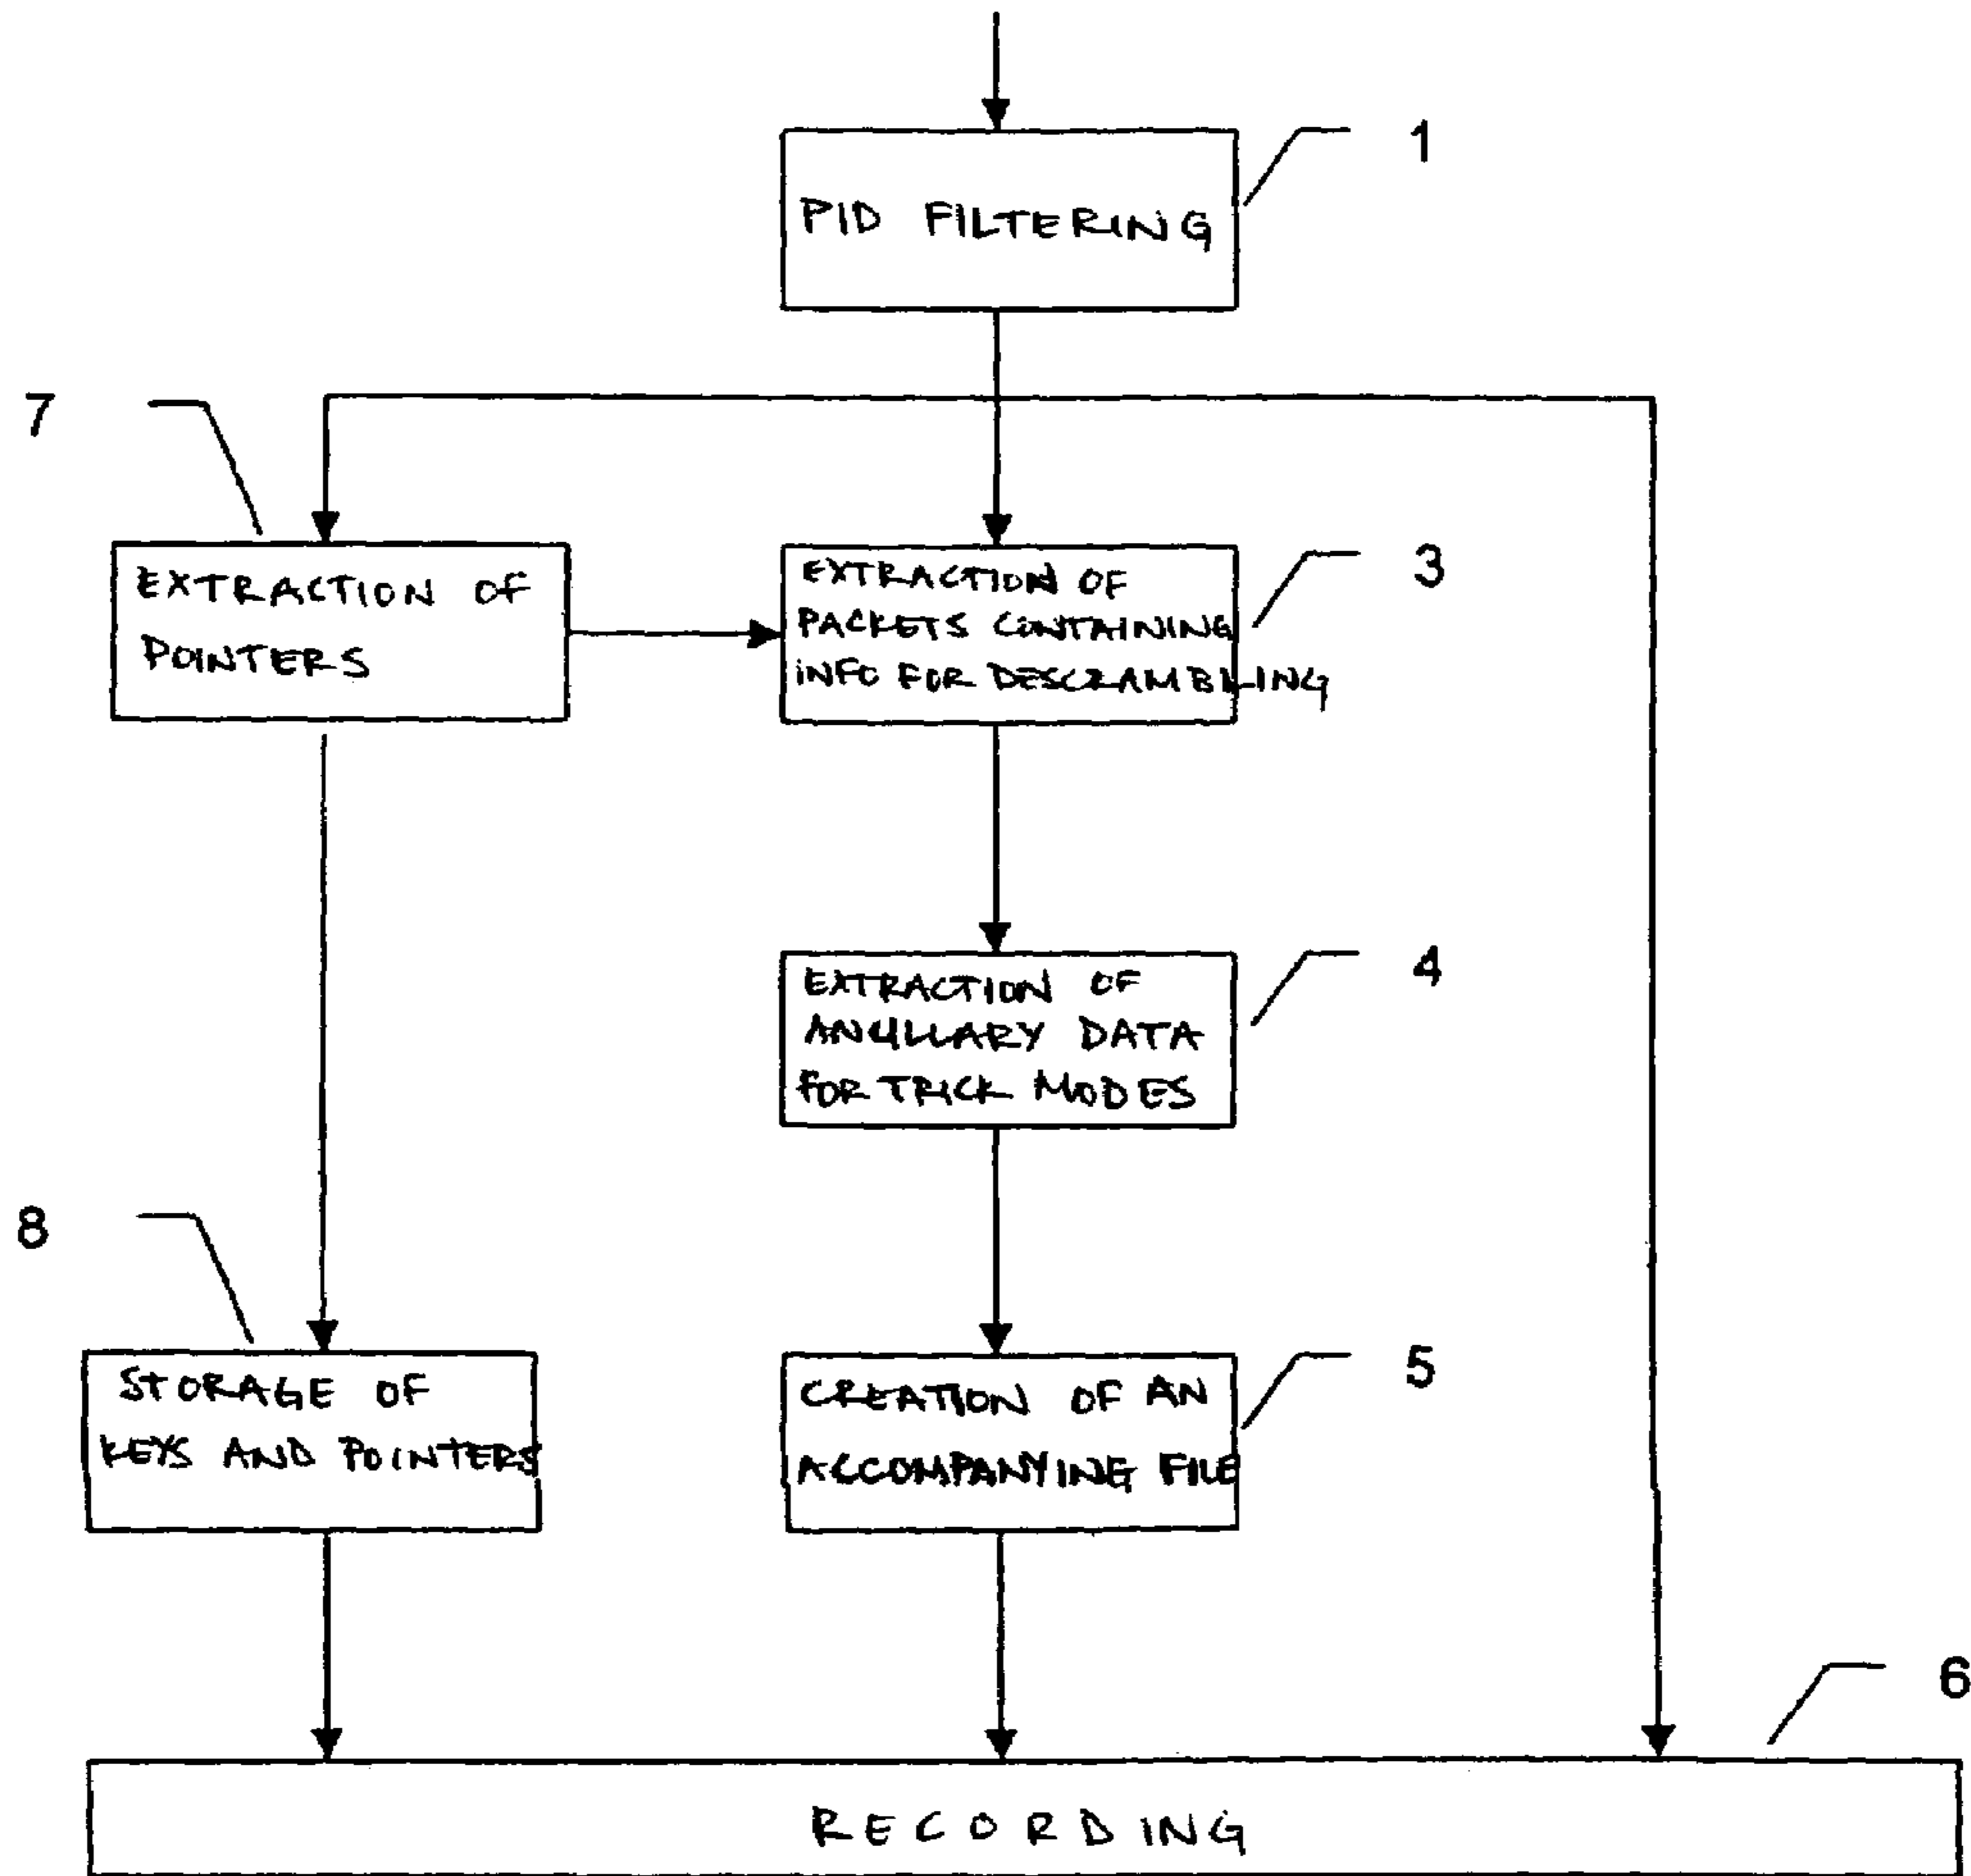 1
PID FILTERING
7
EXTRACTION OF
POINTERS
3
EXTRACTION OF
PACKETS CONTAINING
INFO FOR DESCRAMBILING
4
EXTRACTION OF
ANCILLARY DATA
FOR TRICK MODES
8
STORAGE OF
KEYS AND POINTERS
5
CREATION OF AN
ACCOMPANYING FILE
6
RECORDING